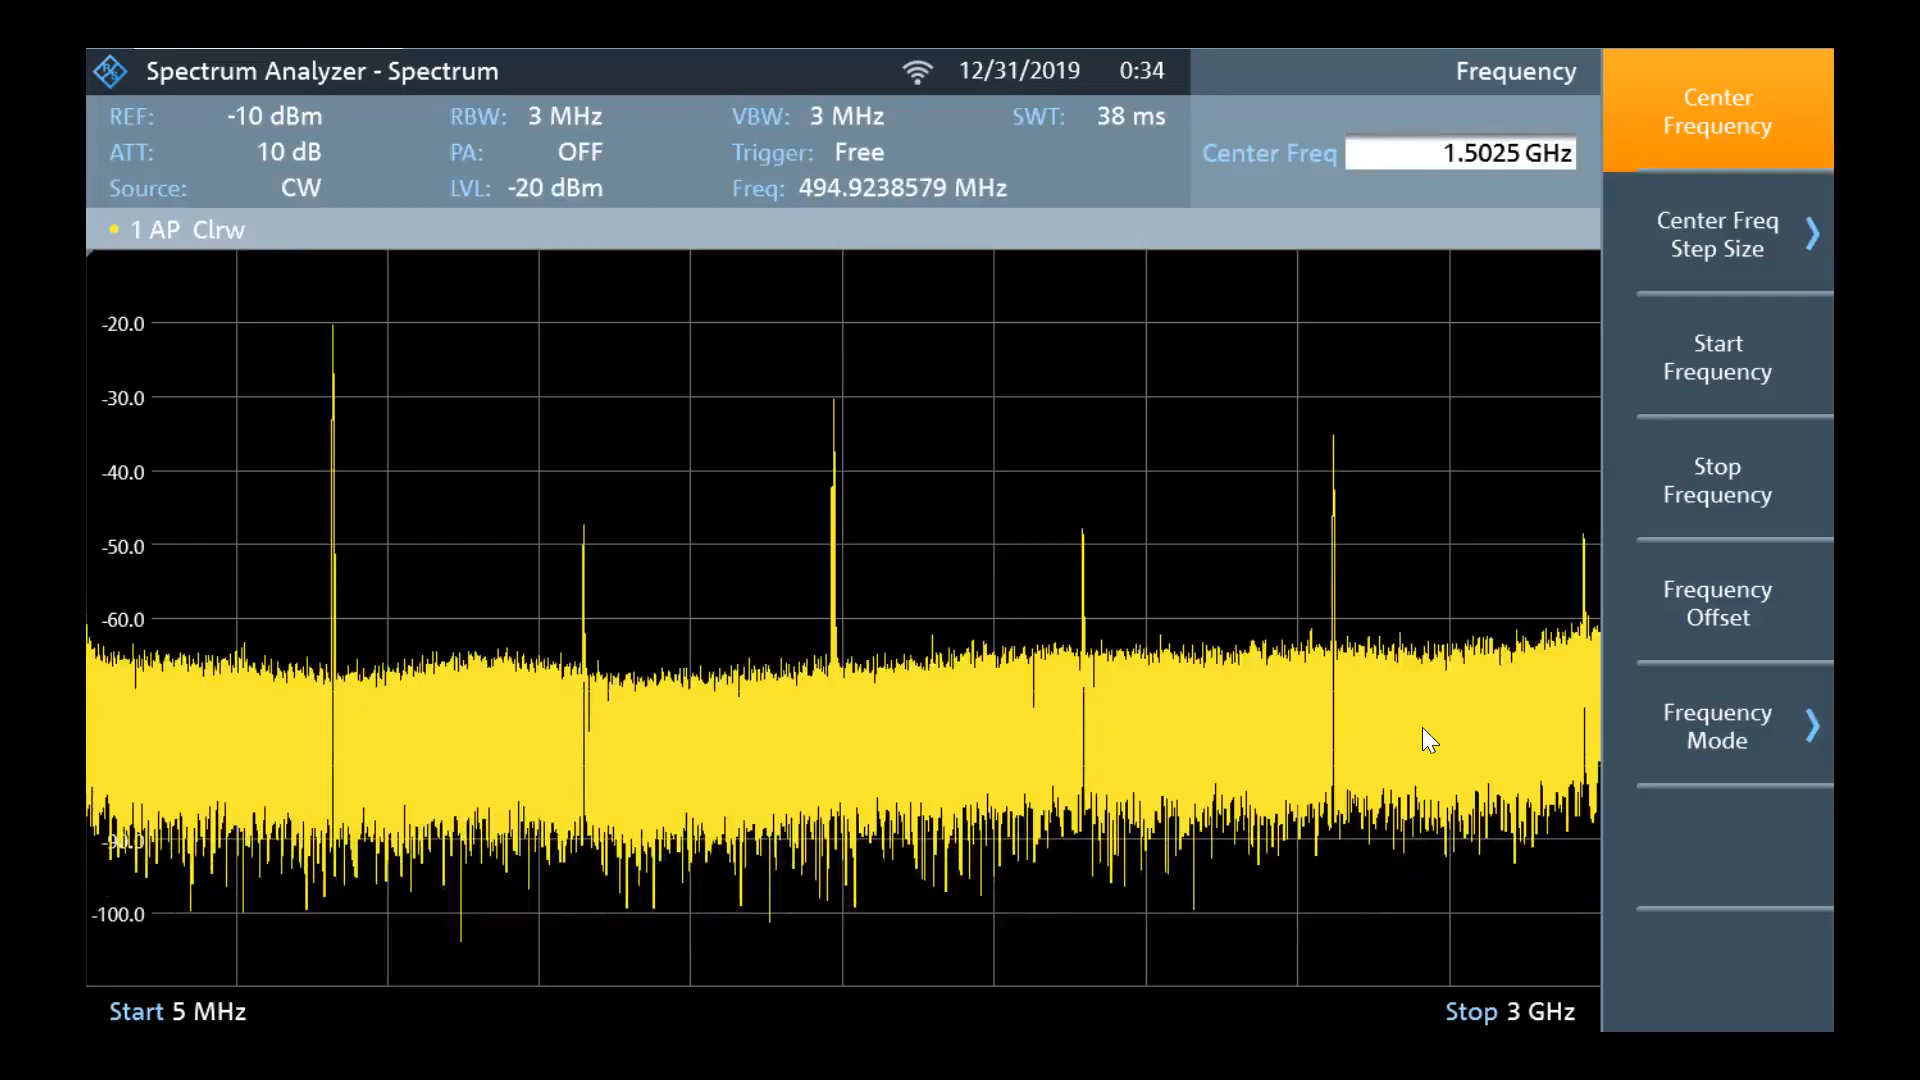 Spectrum Analyzer - Spectrum 12/31/2019 0:34 Frequency
REF: -10 dBm RBW: 3 MHz VBW: 3 MHz SWT: 38 ms
ATT: 10 dB PA: OFF Trigger: Free Center Freq 1.5025 GHz
Source: CW LVL: -20 dBm Freq: 494.9238579 MHz
1 AP Clrw
-20.0
-30.0
-40.0
-50.0
-60.0
-90.0
-100.0
Start 5 MHz Stop 3 GHz
Center
Frequency
Center Freq
Step Size
Start
Frequency
Stop
Frequency
Frequency
Offset
Frequency
Mode